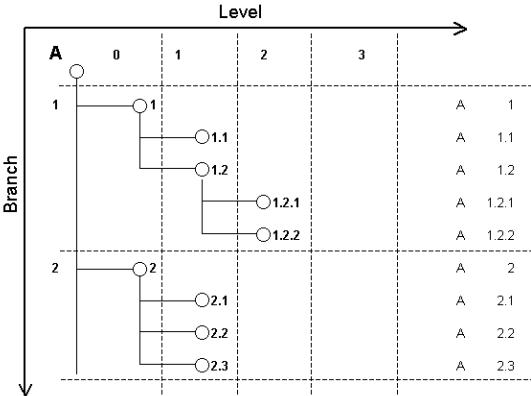 Level
A 0 1 2 3
Branch
1 1 A 1
1.1 A 1.1
1.2 A 1.2
1.2.1 A 1.2.1
1.2.2 A 1.2.2
2 2 A 2
2.1 A 2.1
2.2 A 2.2
2.3 A 2.3